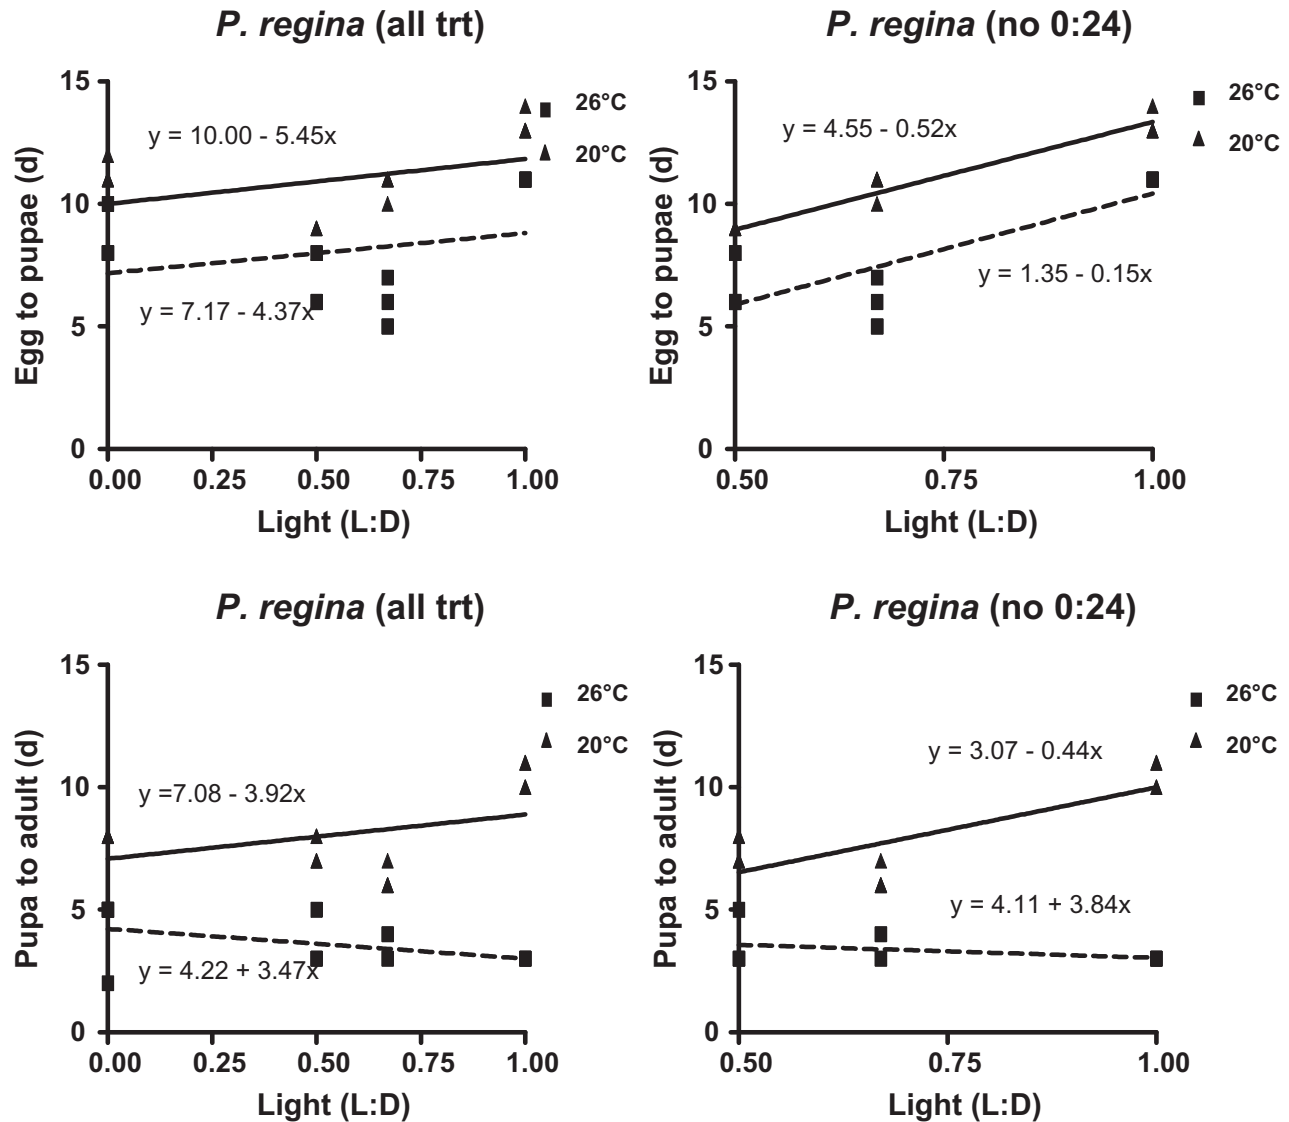 P. regina (all trt)
15
10
5
0
Egg to pupae (d)
y = 10.00 - 5.45x
y = 7.17 - 4.37x
26°C
20°C
0.00 0.25 0.50 0.75 1.00
Light (L:D)
P. regina (no 0:24)
15
10
5
0
Egg to pupae (d)
y = 4.55 - 0.52x
y = 1.35 - 0.15x
26°C
20°C
0.50 0.75 1.00
Light (L:D)
P. regina (all trt)
15
10
5
0
Pupa to adult (d)
y =7.08 - 3.92x
y = 4.22 + 3.47x
26°C
20°C
0.00 0.25 0.50 0.75 1.00
Light (L:D)
P. regina (no 0:24)
15
10
5
0
Pupa to adult (d)
y = 3.07 - 0.44x
y = 4.11 + 3.84x
26°C
20°C
0.50 0.75 1.00
Light (L:D)